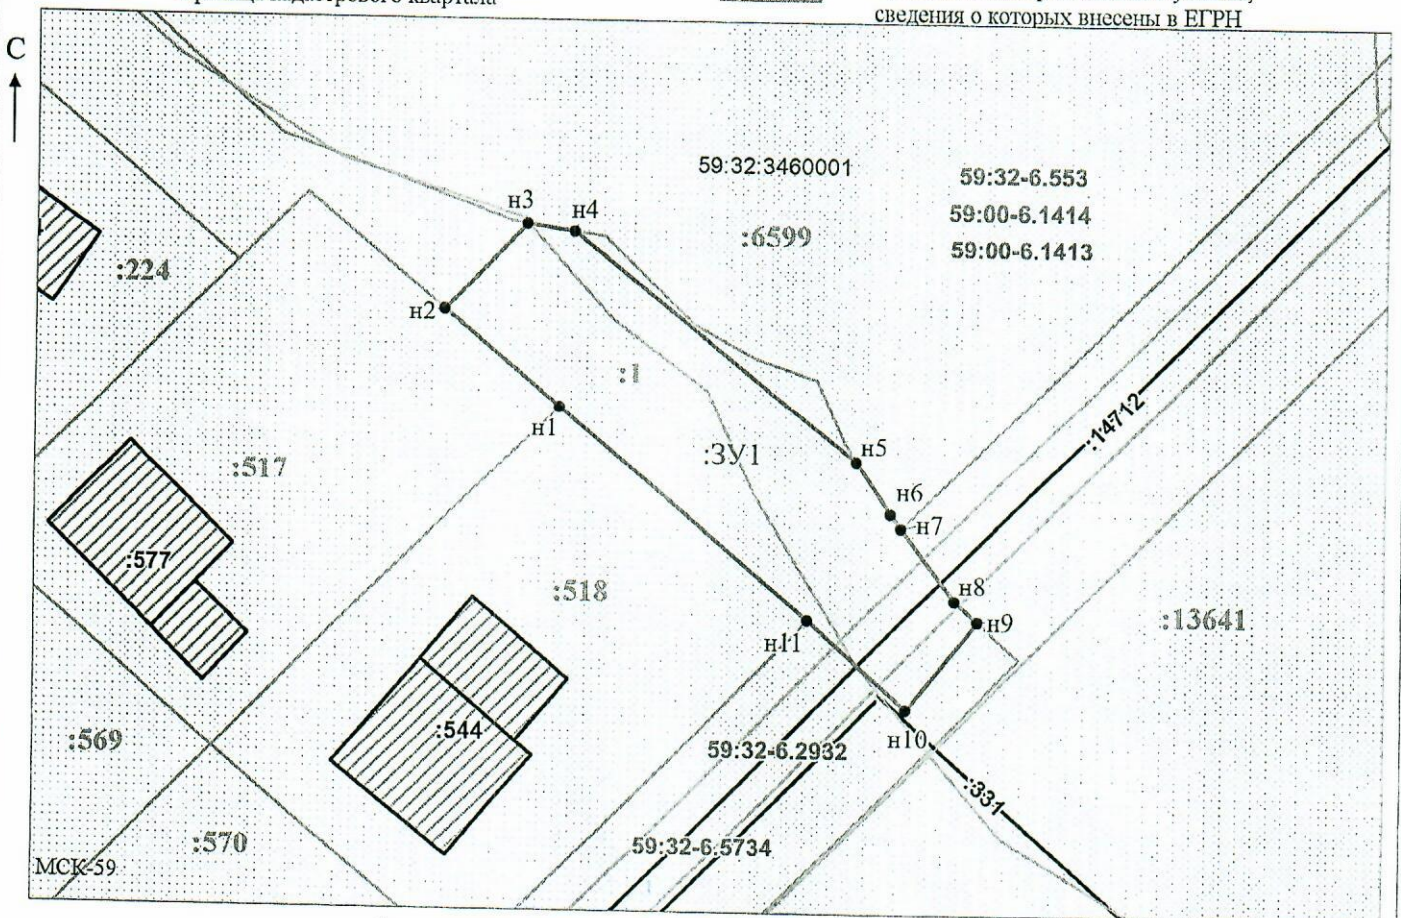 кадастрового квартала
сведения о которых внесены в ЕГРН
С
59:32:3460001
59:32-6.553
59:00-6.1414
59:00-6.1413
:6599
н3
н4
:224
н2
:1
н1
:14712
:517
:ЗУ1
н5
н6
н7
:577
:518
н8
н9
:13641
н11
:544
н10
:569
59:32-6.2932
:331
:570
59:32-6.5734
МСК-59